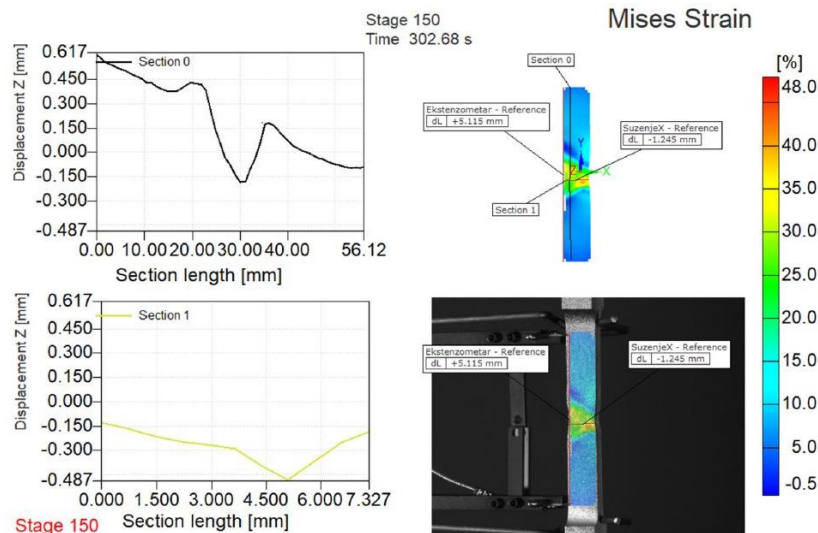 Stage 150
Time 302.68 s
Mises Strain
0.617
0.450
0.300
0.150
0.000
-0.150
-0.300
-0.487
Displacement Z [mm]
Section 0
0.00 10.00 20.00 30.00 40.00 56.12
Section length [mm]
Section 0
Ekstenzometar - Reference
dL +5.115 mm
SuzenjeX - Reference
dL -1.245 mm
Section 1
Y
Z
X
[%]
48.0
40.0
35.0
30.0
25.0
20.0
15.0
10.0
5.0
-0.5
0.617
0.450
0.300
0.150
0.000
-0.150
-0.300
-0.487
Displacement Z [mm]
Section 1
0.000 1.500 3.000 4.500 6.000 7.327
Section length [mm]
Stage 150
Ekstenzometar - Reference
dL +5.115 mm
SuzenjeX - Reference
dL -1.245 mm